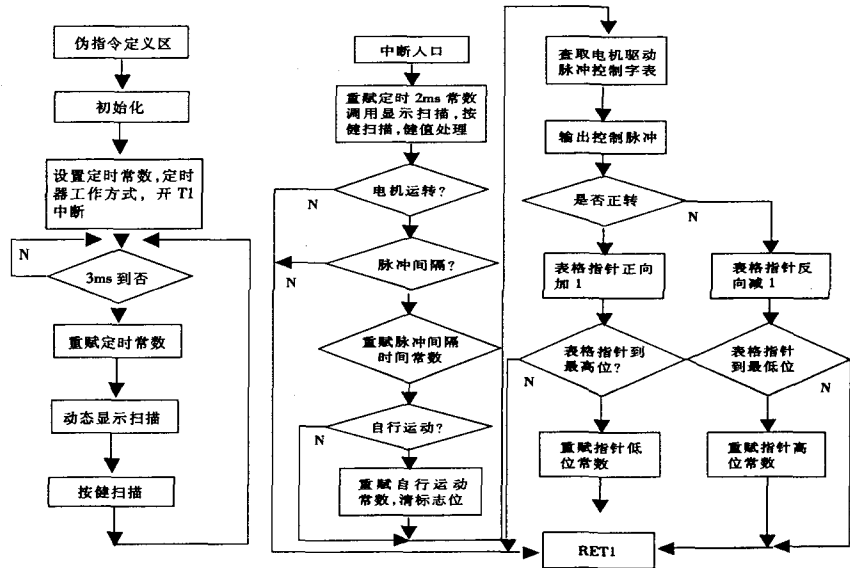 伪指令定义区
初始化
设置定时常数,定时
器工作方式, 开 T1
中断
N
3ms 到否
重赋定时常数
动态显示扫描
按健扫描
中断人口
重赋定时 2ms 常数
调用显示扫描,按
健扫描,健值处理
电机运转?
N
脉冲间隔?
N
重赋脉冲间隔
时间常数
自行运动?
N
重赋自行运动
常数,清标志位
查取电机驱动
脉冲控制字表
输出控制脉冲
是否正转
N
表格指针正向
加 1
表格指针反
向减 1
表格指针到
最高位?
N
表格指针
到最低位
N
重赋指针低
位常数
重赋指针高
位常数
RET1